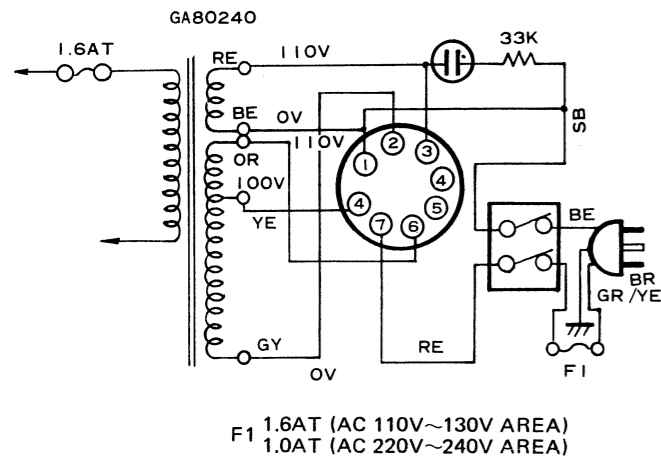 GA80240
1.6AT
RE
110V
33K
BE
0V
110V
OR
SB
100V
YE
1
2
3
4
4
5
6
7
BE
BR
GR/YE
GY
0V
RE
F1
F1 1.6AT (AC 110V~130V AREA)
1.0AT (AC 220V~240V AREA)